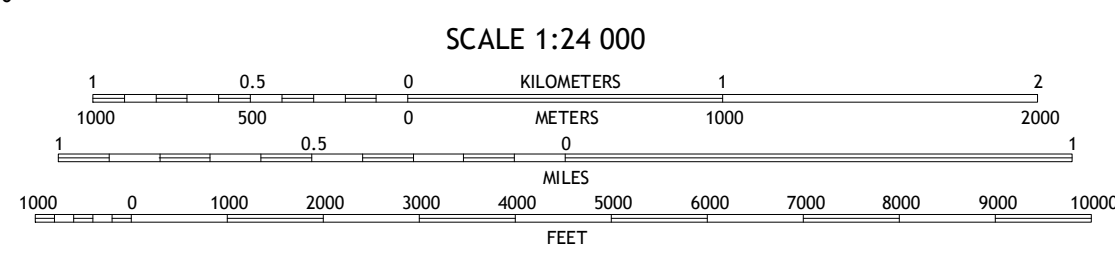 SCALE 1:24 000
1 0.5 0 KILOMETERS 1 2
1000 500 0 METERS 1000 2000
1 0.5 0 1
MILES
1000 0 1000 2000 3000 4000 5000 6000 7000 8000 9000 10000
FEET